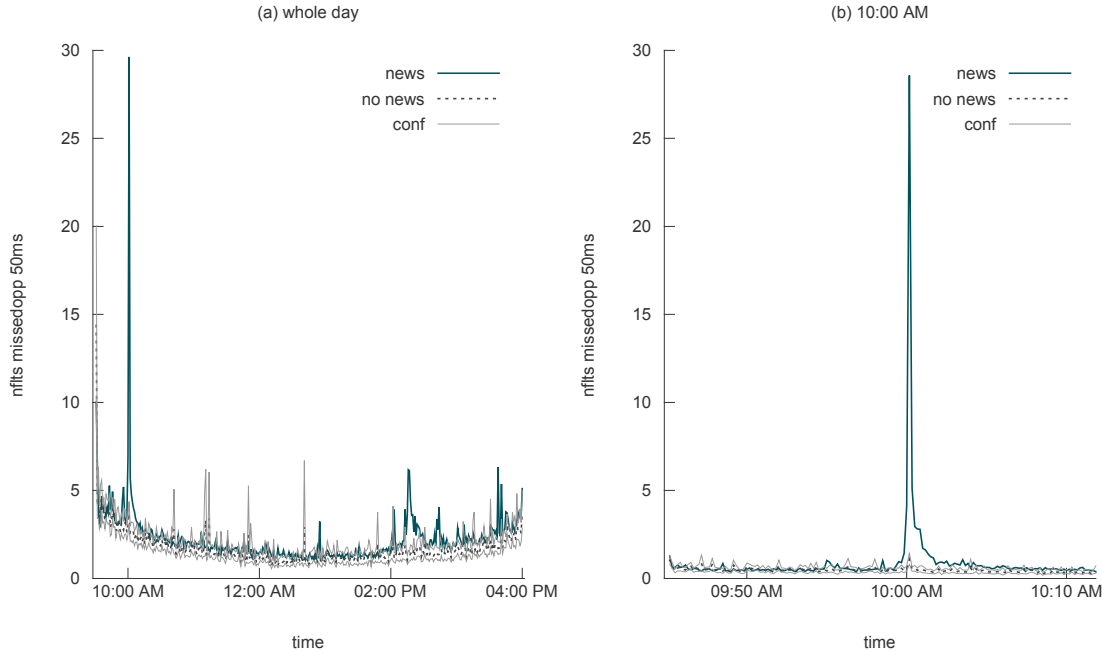 (a) whole day
nflts missedopp 50ms
30
25
20
15
10
5
0
news
no news
conf
10:00 AM
12:00 AM
02:00 PM
04:00 PM
time
(b) 10:00 AM
nflts missedopp 50ms
30
25
20
15
10
5
0
news
no news
conf
09:50 AM
10:00 AM
10:10 AM
time